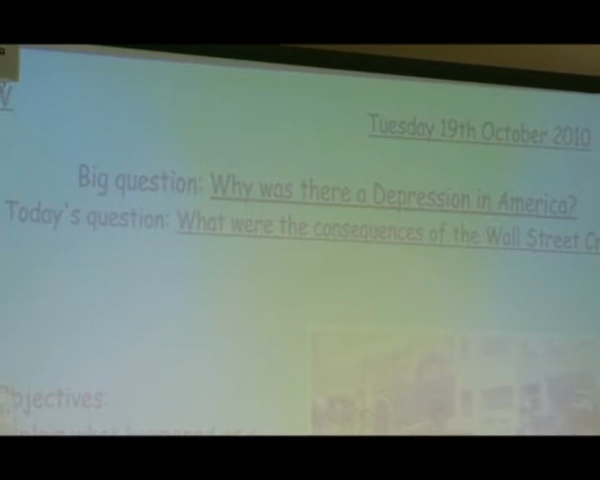 W
Tuesday 19th October 2010
Big question: Why was there a Depression in America?
Today's question: What were the consequences of the Wall Street Cr
Objectives: